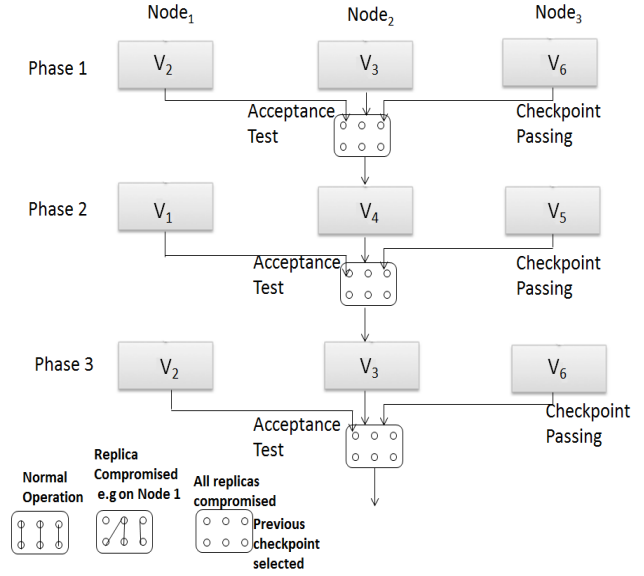 Node1 Node2 Node3
Phase 1
V2 V3 V6
Acceptance
Test
Checkpoint
Passing
Phase 2
V1 V4 V5
Acceptance
Test
Checkpoint
Passing
Phase 3
V2 V3 V6
Acceptance
Test
Checkpoint
Passing
Normal
Operation
Replica
Compromised
e.g on Node 1
All replicas
compromised
Previous
checkpoint
selected